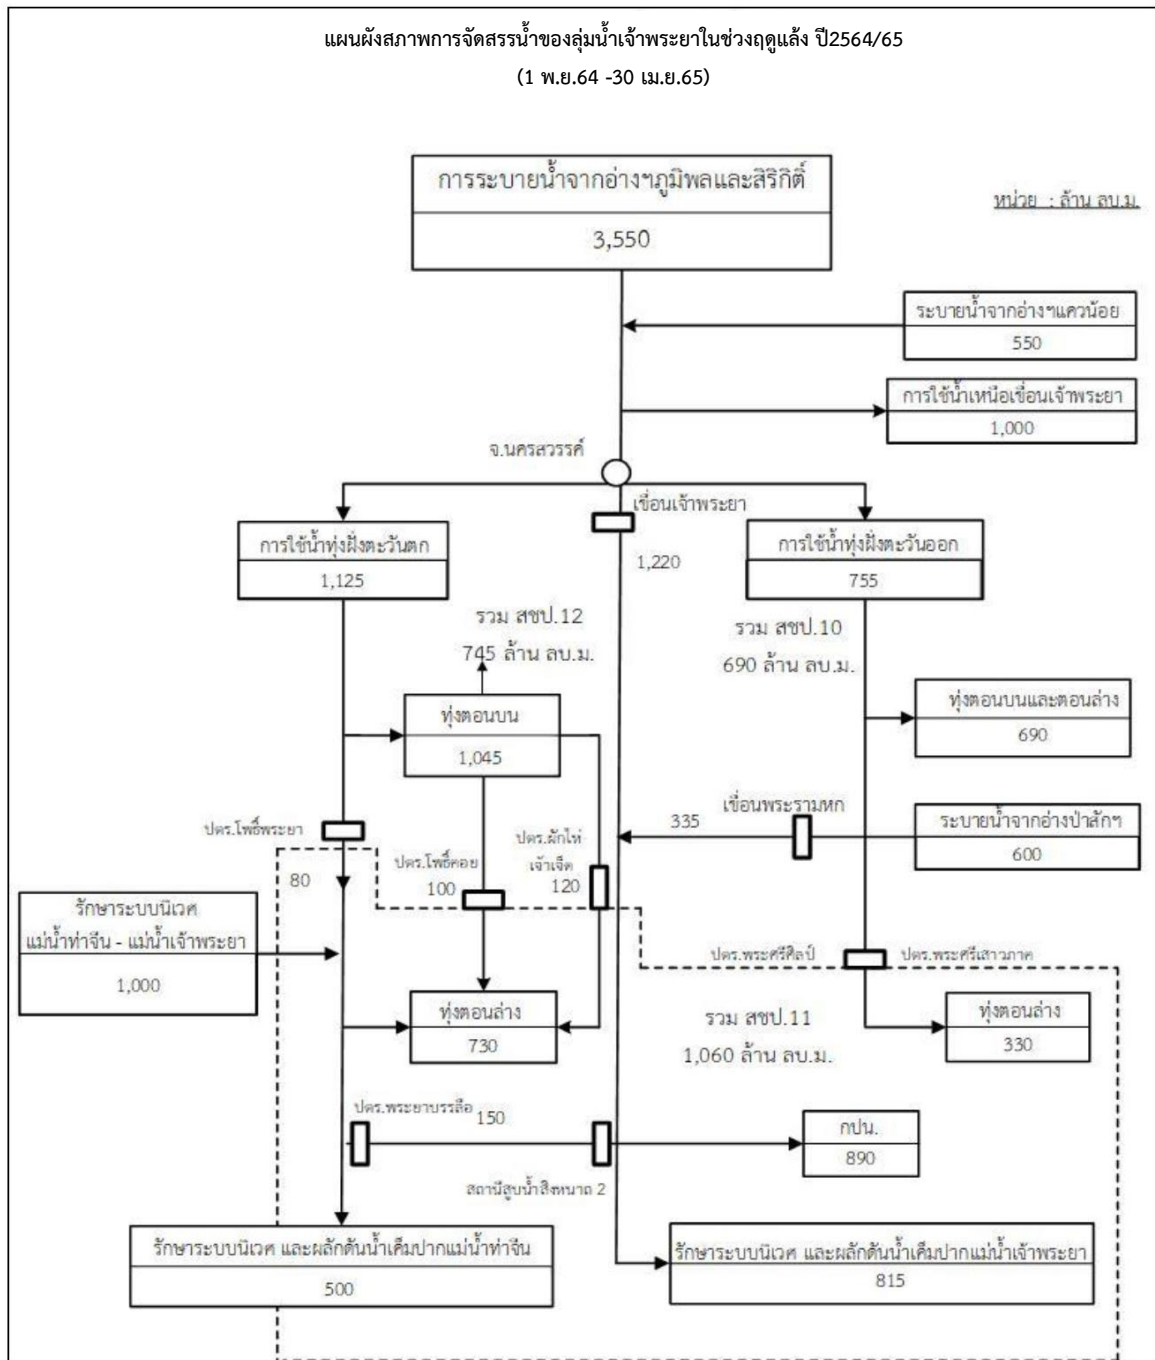 แผนผังสภาพการจัดสรรน้ำของลุ่มน้ำเจ้าพระยาในช่วงฤดูแล้ง ปี2564/65
(1 พ.ย.64 -30 เม.ย.65)
การระบายน้ำจากอ่างฯภูมิพลและสิริกิติ์
3,550
หน่วย : ล้าน ลบ.ม.
ระบายน้ำจากอ่างฯแควน้อย
550
การใช้น้ำเหนือเขื่อนเจ้าพระยา
1,000
จ.นครสวรรค์
เขื่อนเจ้าพระยา
1,220
การใช้น้ำทุ่งฝั่งตะวันตก
1,125
การใช้น้ำทุ่งฝั่งตะวันออก
755
รวม สชป.12
745 ล้าน ลบ.ม.
รวม สชป.10
690 ล้าน ลบ.ม.
ทุ่งตอนบน
1,045
ทุ่งตอนบนและตอนล่าง
690
เขื่อนพระรามหก
335
ระบายน้ำจากอ่างป่าสักฯ
600
ปตร.โพธิ์พระยา
80
ปตร.โพธิ์คอย
100
ปตร.ผักไห่
เจ้าเจ็ด
120
รักษาระบบนิเวศ
แม่น้ำท่าจีน - แม่น้ำเจ้าพระยา
1,000
ปตร.พระศรีศิลป์
ปตร.พระศรีเสาวภาค
ทุ่งตอนล่าง
730
รวม สชป.11
1,060 ล้าน ลบ.ม.
ทุ่งตอนล่าง
330
ปตร.พระยาบรรลือ
150
สถานีสูบน้ำสิงหนาถ 2
กปน.
890
รักษาระบบนิเวศ และผลักดันน้ำเค็มปากแม่น้ำท่าจีน
500
รักษาระบบนิเวศ และผลักดันน้ำเค็มปากแม่น้ำเจ้าพระยา
815